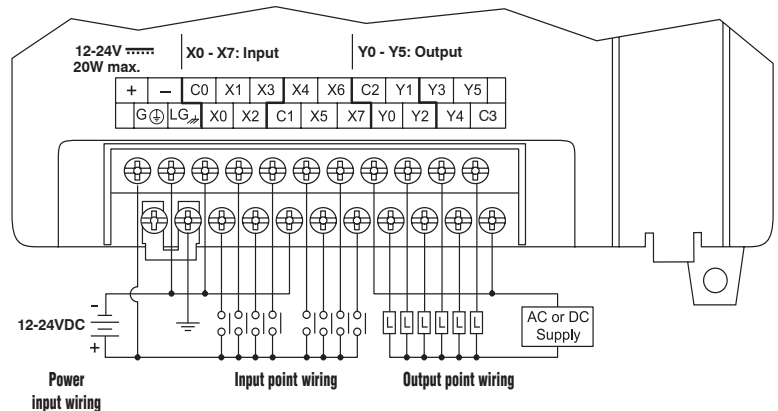 12-24V
20W max.
X0 - X7: Input
Y0 - Y5: Output
+ – C0 X1 X3 X4 X6 C2 Y1 Y3 Y5
G LG X0 X2 C1 X5 X7 Y0 Y2 Y4 C3
-
12-24VDC
+
L L L L L L
AC or DC
Supply
Power
input wiring
Input point wiring
Output point wiring